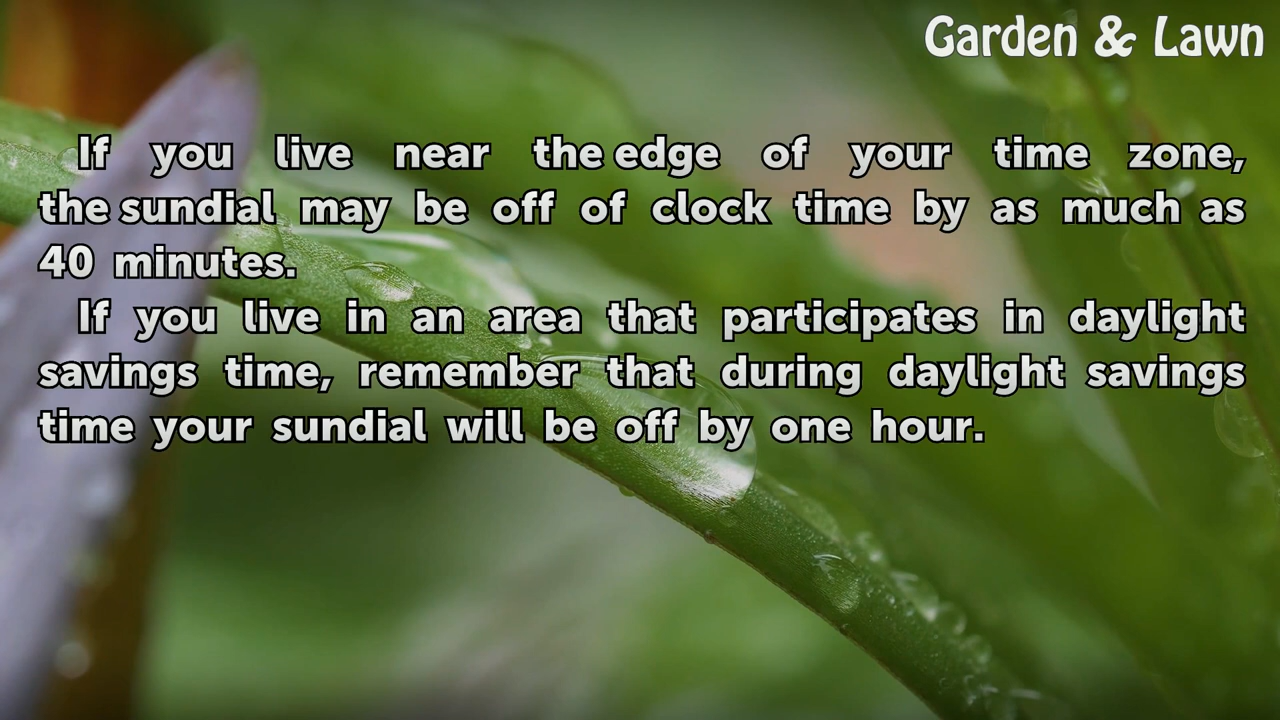 Garden & Lawn
If you live near the edge of your time zone,
the sundial may be off of clock time by as much as
40 minutes.
If you live in an area that participates in daylight
savings time, remember that during daylight savings
time your sundial will be off by one hour.